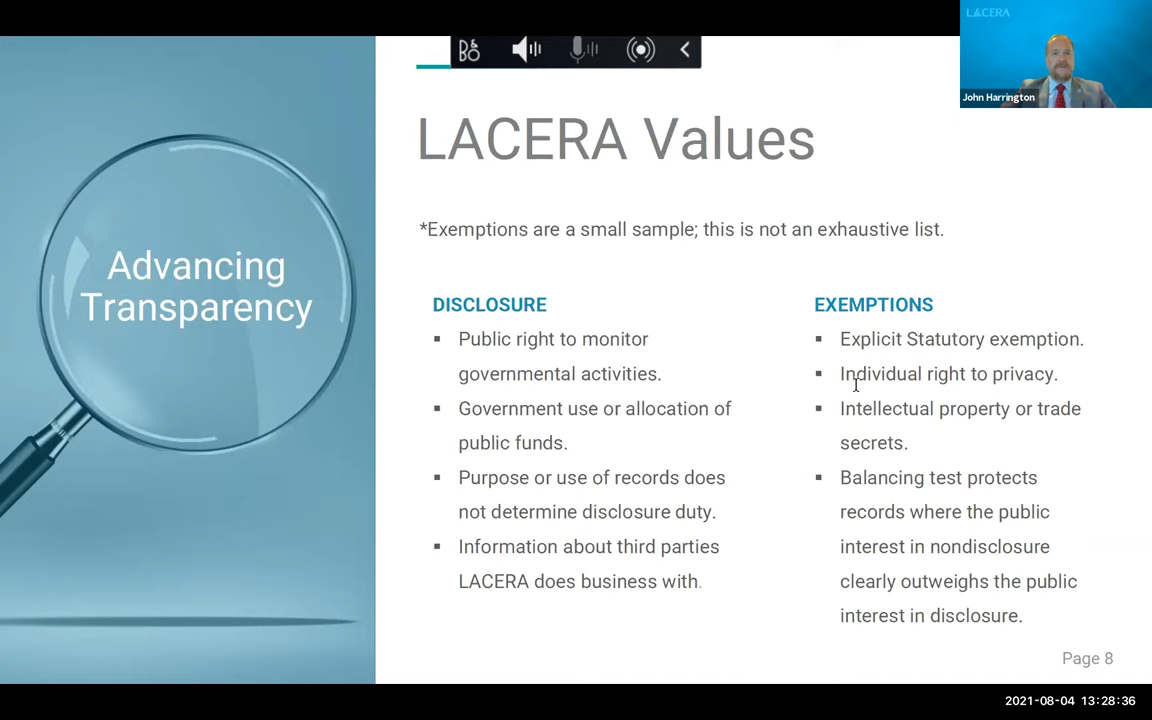 LACERA
John Harrington
LACERA Values
*Exemptions are a small sample; this is not an exhaustive list.
Advancing
Transparency
DISCLOSURE
▪ Public right to monitor
governmental activities.
▪ Government use or allocation of
public funds.
▪ Purpose or use of records does
not determine disclosure duty.
▪ Information about third parties
LACERA does business with.
EXEMPTIONS
▪ Explicit Statutory exemption.
▪ Individual right to privacy.
▪ Intellectual property or trade
secrets.
▪ Balancing test protects
records where the public
interest in nondisclosure
clearly outweighs the public
interest in disclosure.
Page 8
2021-08-04 13:28:36